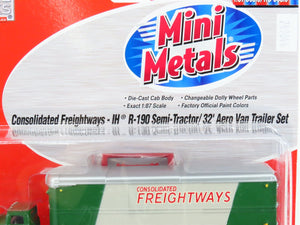 Mini
Metals®
• Die-Cast Cab Body
• Changeable Dolly Wheel Parts
• Exact 1:87 Scale
• Factory Official Paint Colors
Consolidated Freightways - IH® R-190 Semi-Tractor/ 32' Aero Van Trailer Set
CONSOLIDATED
FREIGHTWAYS